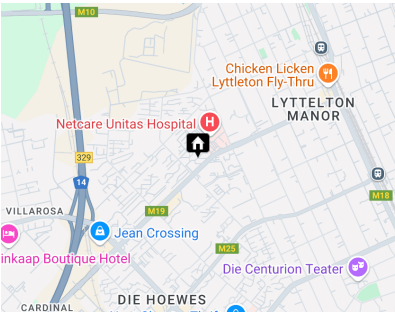 M10
Chicken Licken
Lyttleton Fly-Thru
LYTTELTON
MANOR
Netcare Unitas Hospital
H
329
14
M18
VILLAROSA
M19
Jean Crossing
M25
inkaap Boutique Hotel
Die Centurion Teater
DIE HOEWES
CARDINAL